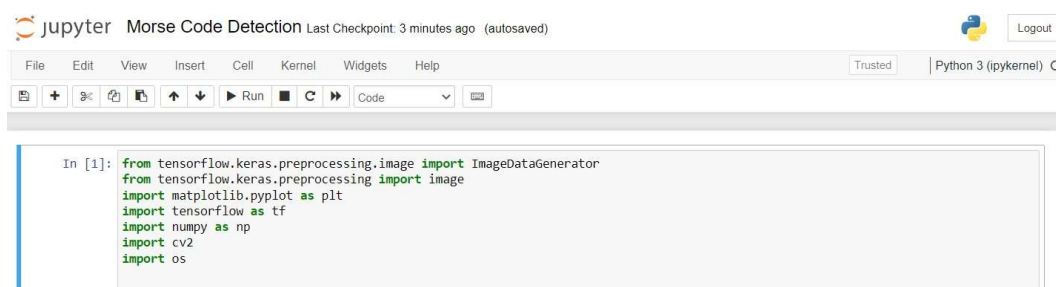 jupyter Morse Code Detection Last Checkpoint: 3 minutes ago (autosaved)
Logout
File Edit View Insert Cell Kernel Widgets Help
Trusted
Python 3 (ipykernel)
Run
Code
In [1]: from tensorflow.keras.preprocessing.image import ImageDataGenerator
from tensorflow.keras.preprocessing import image
import matplotlib.pyplot as plt
import tensorflow as tf
import numpy as np
import cv2
import os